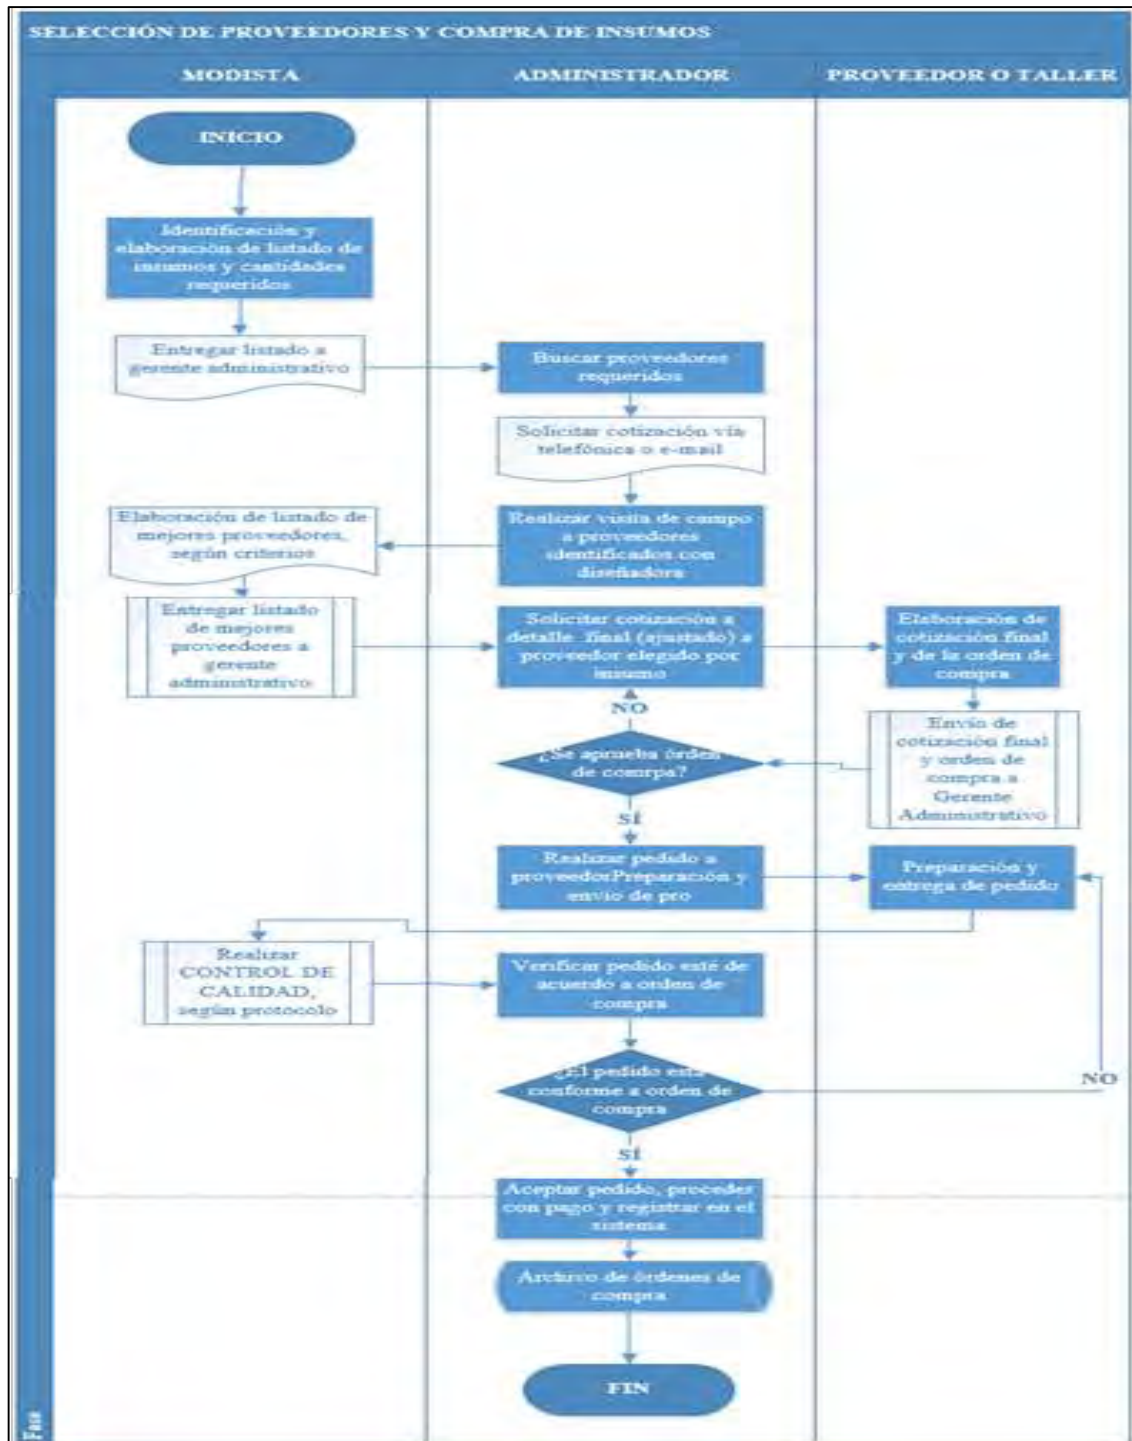 SELECCIÓN DE PROVEEDORES Y COMPRA DE INSUMOS
MODISTA
ADMINISTRADOR
PROVEEDOR O TALLER
INICIO
Identificación y
elaboración de listado de
insumos y cantidades
requeridos
Entregar listado a
gerente administrativo
Buscar proveedores
requeridos
Solicitar cotización vía
telefónica o e-mail
Realizar visita de campo
a proveedores
identificados con
diseñadora
Elaboración de listado de
mejores proveedores,
según criterios
Entregar listado
de mejores
proveedores a
gerente
administrativo
Solicitar cotización a
detalle final (ajustado) a
proveedor elegido por
insumo
Elaboración de
cotización final
y de la orden de
compra
Envío de
cotización final
y orden de
compra a
Gerente
Administrativo
NO
¿Se aprueba órden
de comrpa?
SÍ
Realizar pedido a
proveedorPreparación y
envío de pro
Preparación y
entrega de pedido
Realizar
CONTROL DE
CALIDAD,
según protocolo
Verificar pedido esté de
acuerdo a orden de
compra
¿El pedido está
conforme a orden de
compra
NO
SÍ
Aceptar pedido, proceder
con pago y registrar en el
sistema
Archivo de órdenes de
compra
FIN
Fase